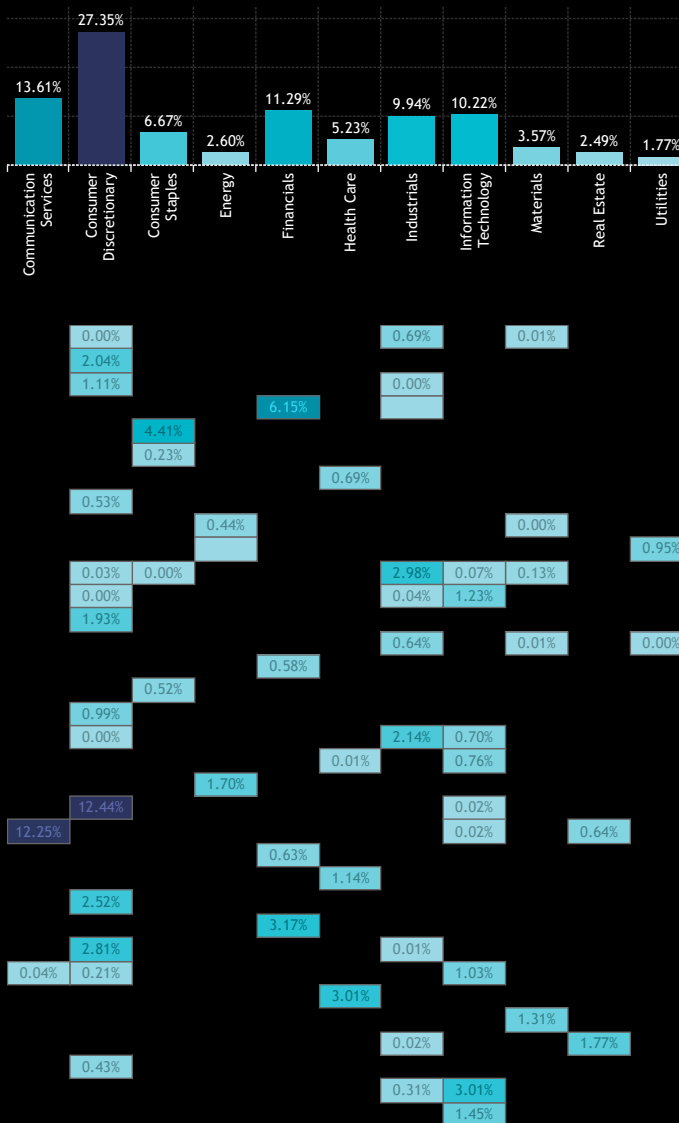 27.35%
13.61%
11.29%
10.22%
9.94%
6.67%
5.23%
3.57%
2.60%
2.49%
1.77%
Communication
Services
Consumer
Discretionary
Consumer
Staples
Energy
Financials
Health Care
Industrials
Information
Technology
Materials
Real Estate
Utilities
0.00% 0.69% 0.01%
2.04%
1.11% 0.00%
6.15%
4.41%
0.23%
0.69%
0.53%
0.44% 0.00%
0.95%
0.03% 0.00% 2.98% 0.07% 0.13%
0.00% 0.04% 1.23%
1.93%
0.64% 0.01% 0.00%
0.58%
0.52%
0.99%
0.00% 2.14% 0.70%
0.01% 0.76%
1.70%
12.44% 0.02%
12.25% 0.02% 0.64%
0.63%
1.14%
2.52%
3.17%
2.81% 0.01%
0.04% 0.21% 1.03%
3.01%
1.31%
0.02% 1.77%
0.43%
0.31% 3.01%
1.45%